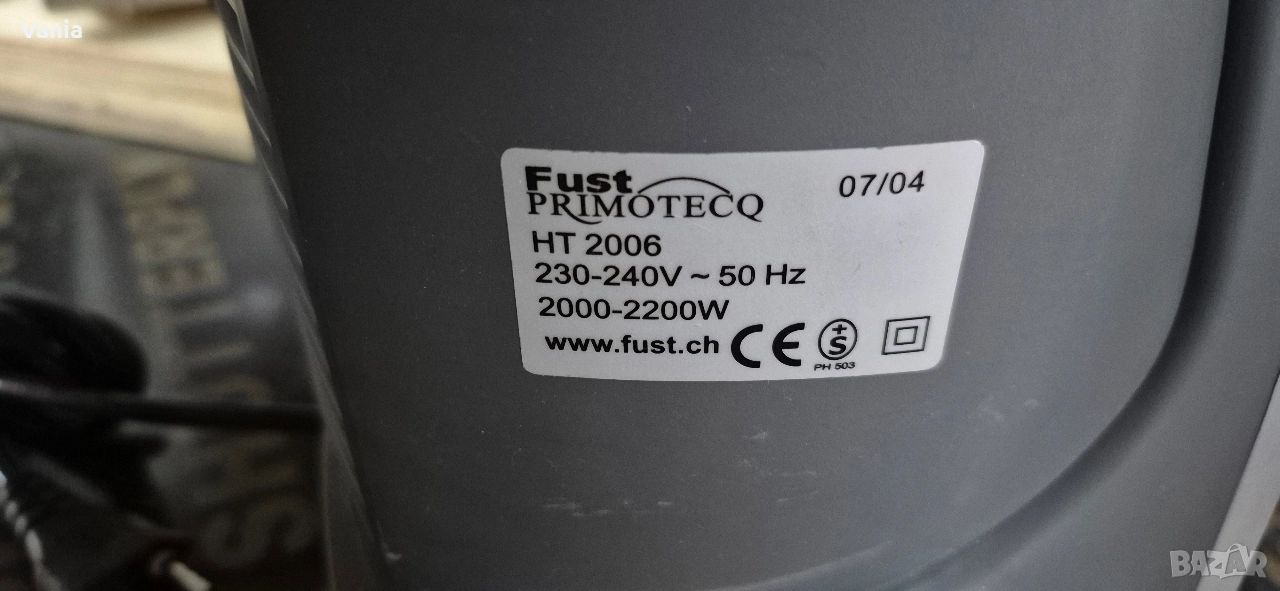 Vania
Fust
PRIMOTECQ
07/04
HT 2006
230-240V ~ 50 Hz
2000-2200W
www.fust.ch CE +S
PH 503
BAZAR